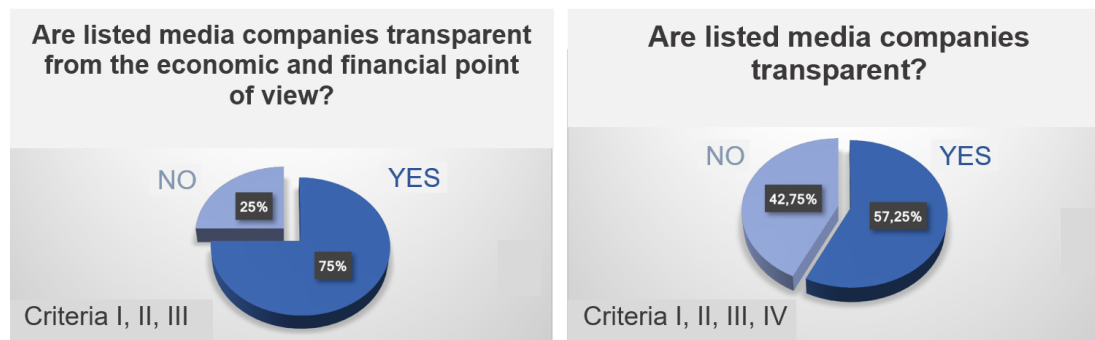 Are listed media companies transparent
from the economic and financial point
of view?
NO
YES
25%
75%
Criteria I, II, III
Are listed media companies
transparent?
NO
YES
42,75%
57,25%
Criteria I, II, III, IV